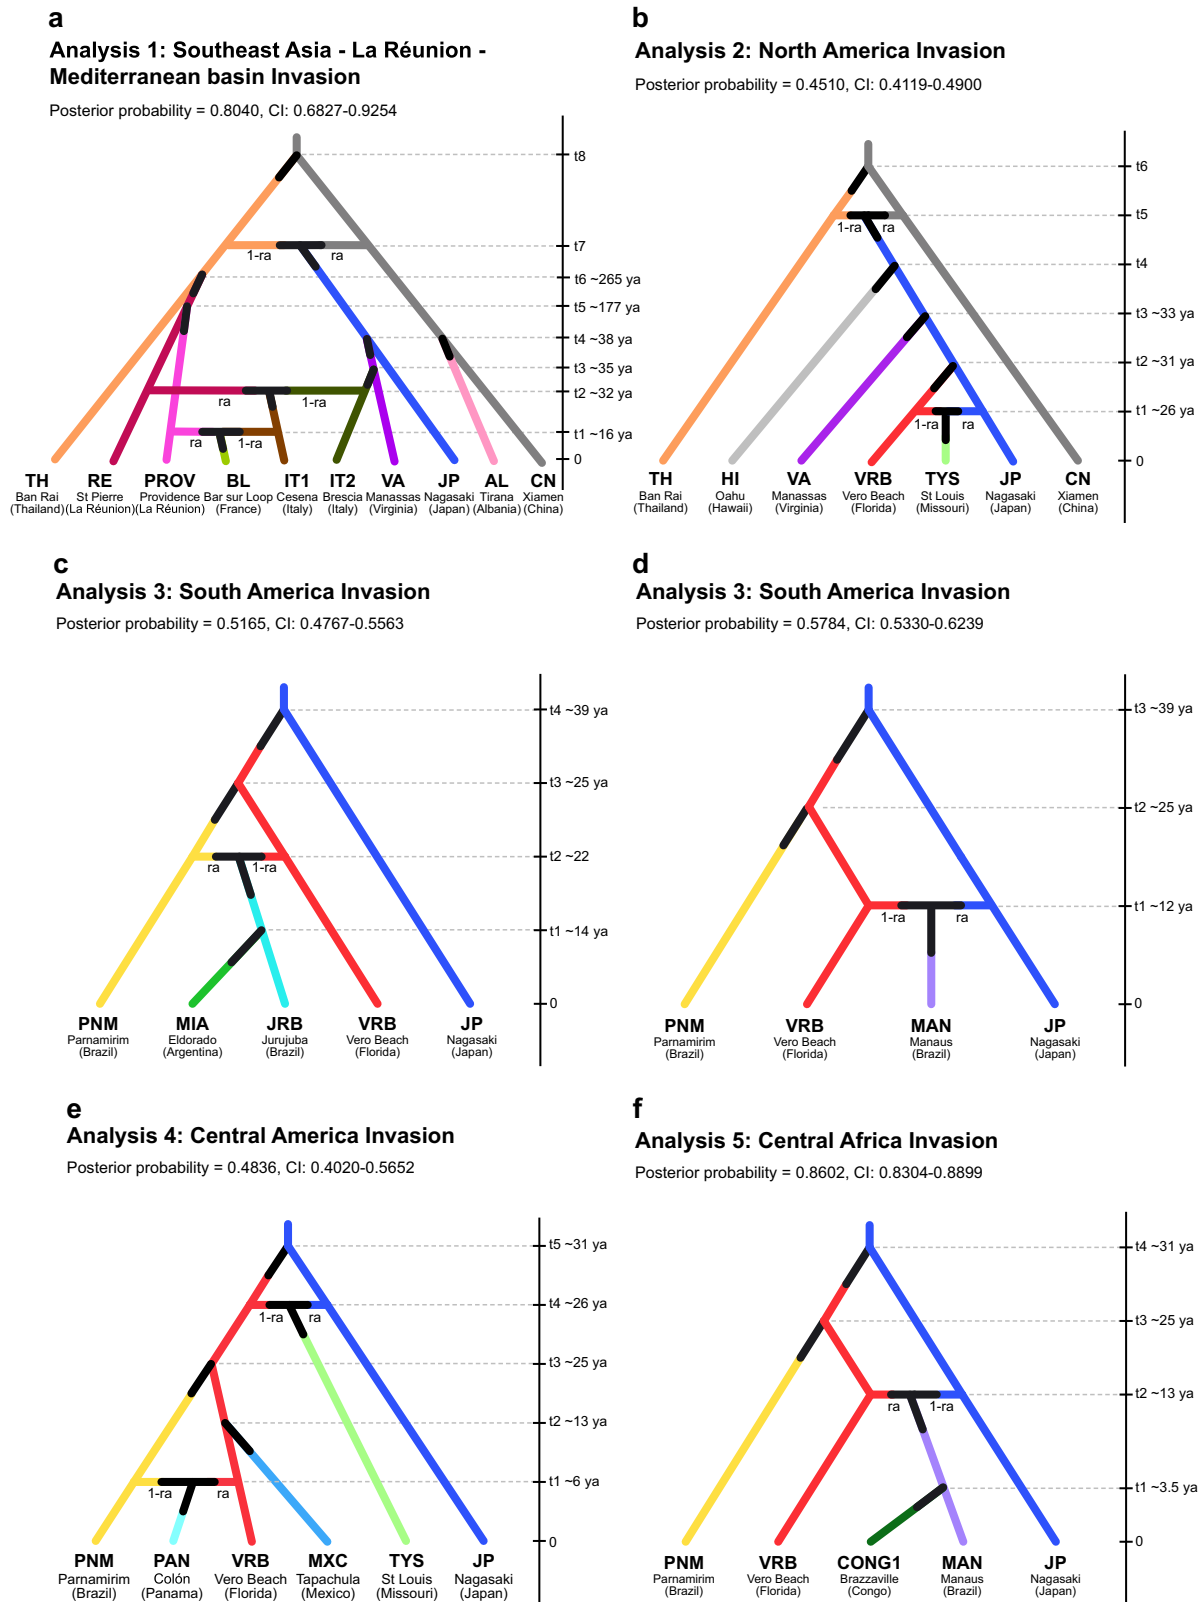 a
Analysis 1: Southeast Asia - La Réunion -
Mediterranean basin Invasion
Posterior probability = 0.8040, CI: 0.6827-0.9254
t8
t7
1-ra
ra
t6 ~265 ya
t5 ~177 ya
t4 ~38 ya
t3 ~35 ya
t2 ~32 ya
ra
1-ra
t1 ~16 ya
ra
1-ra
0
TH RE PROV BL IT1 IT2 VA JP AL CN
Ban Rai St Pierre Providence Bar sur Loop Cesena Brescia Manassas Nagasaki Tirana Xiamen
(Thailand) (La Réunion) (La Réunion) (France) (Italy) (Italy) (Virginia) (Japan) (Albania) (China)
b
Analysis 2: North America Invasion
Posterior probability = 0.4510, CI: 0.4119-0.4900
t6
t5
1-ra
ra
t4
t3 ~33 ya
t2 ~31 ya
t1 ~26 ya
1-ra
ra
0
TH HI VA VRB TYS JP CN
Ban Rai Oahu Manassas Vero Beach St Louis Nagasaki Xiamen
(Thailand) (Hawaii) (Virginia) (Florida) (Missouri) (Japan) (China)
c
Analysis 3: South America Invasion
Posterior probability = 0.5165, CI: 0.4767-0.5563
t4 ~39 ya
t3 ~25 ya
t2 ~22
ra
1-ra
t1 ~14 ya
0
PNM MIA JRB VRB JP
Parnamirim Eldorado Jurujuba Vero Beach Nagasaki
(Brazil) (Argentina) (Brazil) (Florida) (Japan)
d
Analysis 3: South America Invasion
Posterior probability = 0.5784, CI: 0.5330-0.6239
t3 ~39 ya
t2 ~25 ya
t1 ~12 ya
1-ra
ra
0
PNM VRB MAN JP
Parnamirim Vero Beach Manaus Nagasaki
(Brazil) (Florida) (Brazil) (Japan)
e
Analysis 4: Central America Invasion
Posterior probability = 0.4836, CI: 0.4020-0.5652
t5 ~31 ya
t4 ~26 ya
1-ra
ra
t3 ~25 ya
t2 ~13 ya
t1 ~6 ya
1-ra
ra
0
PNM PAN VRB MXC TYS JP
Parnamirim Colón Vero Beach Tapachula St Louis Nagasaki
(Brazil) (Panama) (Florida) (Mexico) (Missouri) (Japan)
f
Analysis 5: Central Africa Invasion
Posterior probability = 0.8602, CI: 0.8304-0.8899
t4 ~31 ya
t3 ~25 ya
t2 ~13 ya
ra
1-ra
t1 ~3.5 ya
0
PNM VRB CONG1 MAN JP
Parnamirim Vero Beach Brazzaville Manaus Nagasaki
(Brazil) (Florida) (Congo) (Brazil) (Japan)